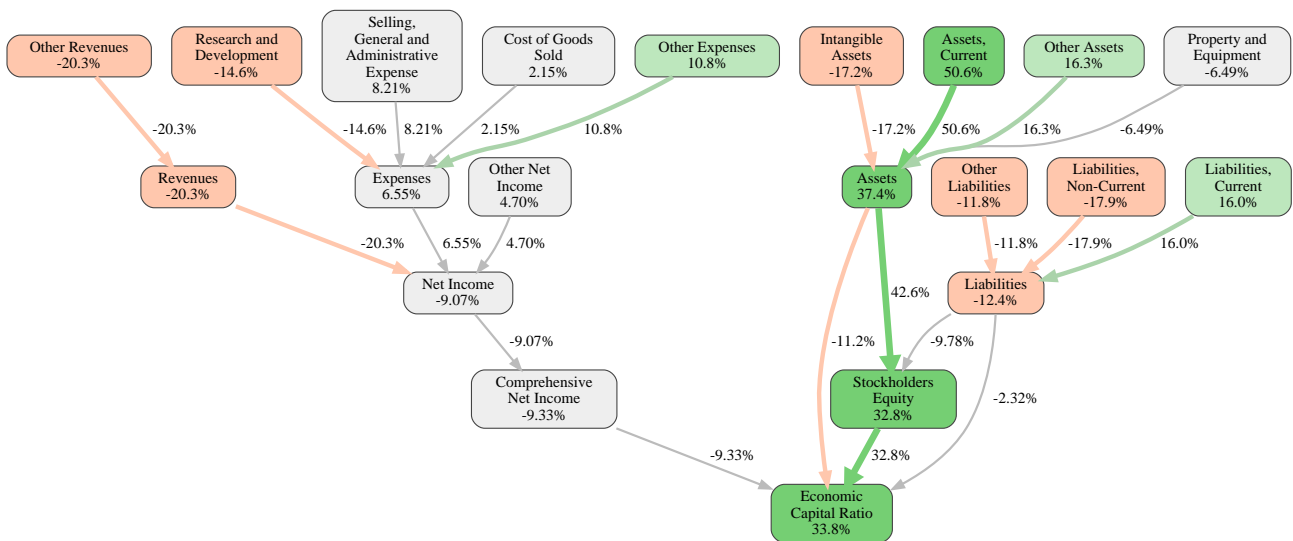 Other Revenues
-20.3%
Research and
Development
-14.6%
Selling,
General and
Administrative
Expense
8.21%
Cost of Goods
Sold
2.15%
Other Expenses
10.8%
Intangible
Assets
-17.2%
Assets,
Current
50.6%
Other Assets
16.3%
Property and
Equipment
-6.49%
-20.3%
-14.6%
8.21%
2.15%
10.8%
-17.2%
50.6%
16.3%
-6.49%
Revenues
-20.3%
Expenses
6.55%
Other Net
Income
4.70%
Assets
37.4%
Other
Liabilities
-11.8%
Liabilities,
Non-Current
-17.9%
Liabilities,
Current
16.0%
-20.3%
6.55%
4.70%
-11.8%
-17.9%
16.0%
Net Income
-9.07%
42.6%
Liabilities
-12.4%
-9.07%
-11.2%
-9.78%
Comprehensive
Net Income
-9.33%
Stockholders
Equity
32.8%
-2.32%
-9.33%
32.8%
Economic
Capital Ratio
33.8%